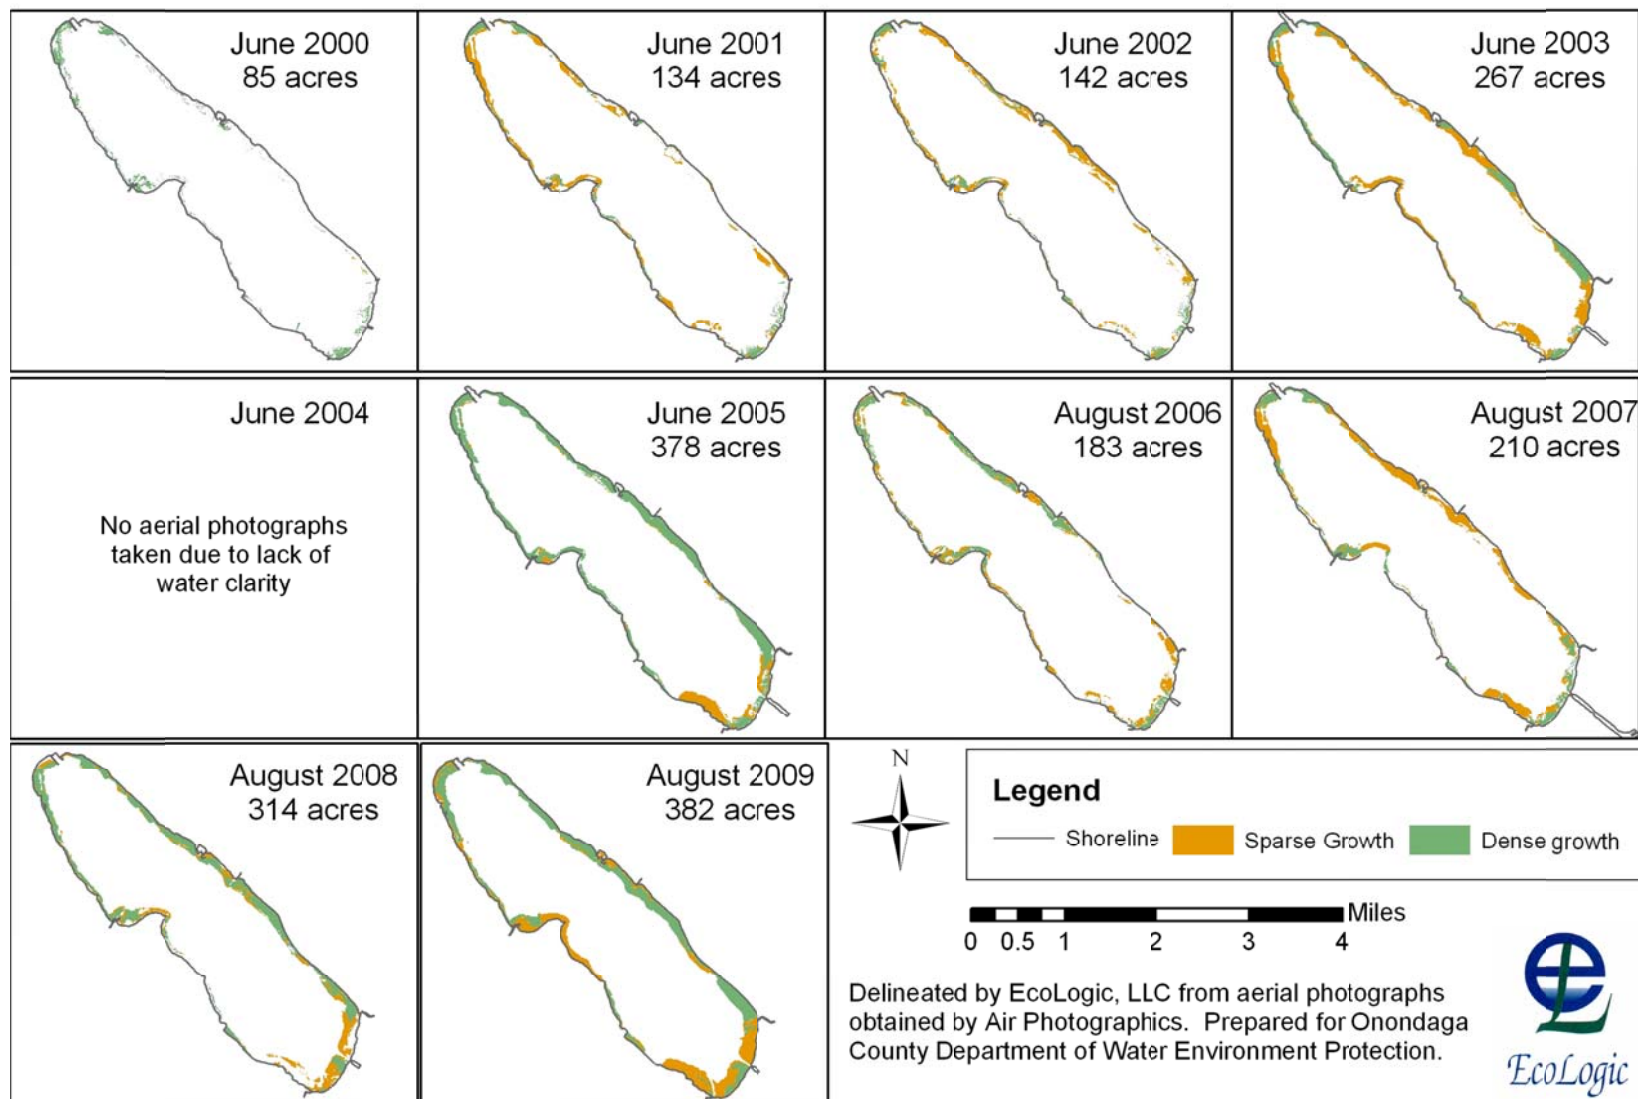 June 2000
85 acres
June 2001
134 acres
June 2002
142 acres
June 2003
267 acres
June 2004
No aerial photographs
taken due to lack of
water clarity
June 2005
378 acres
August 2006
183 acres
August 2007
210 acres
August 2008
314 acres
August 2009
382 acres
N
Legend
Shoreline Sparse Growth Dense growth
Miles
0 0.5 1 2 3 4
Delineated by EcoLogic, LLC from aerial photographs
obtained by Air Photographics. Prepared for Onondaga
County Department of Water Environment Protection.
EcoLogic